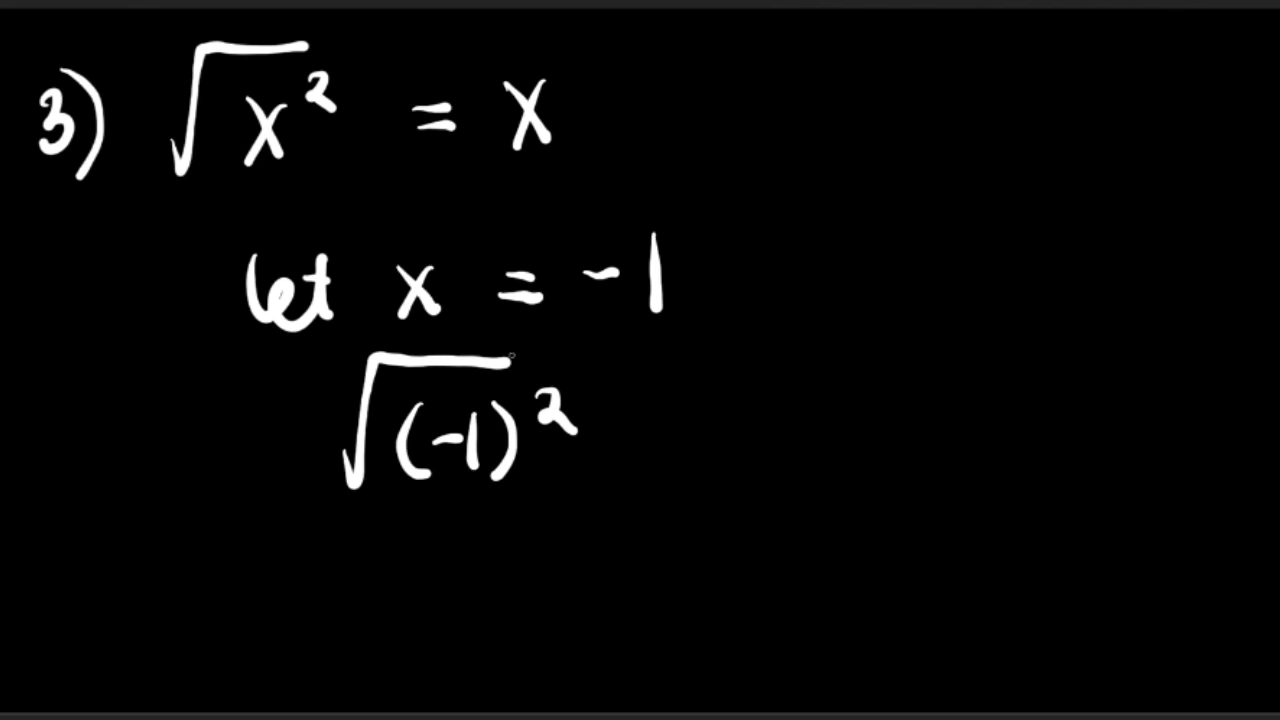 3) √x² = x
let x = -1
√(-1)²